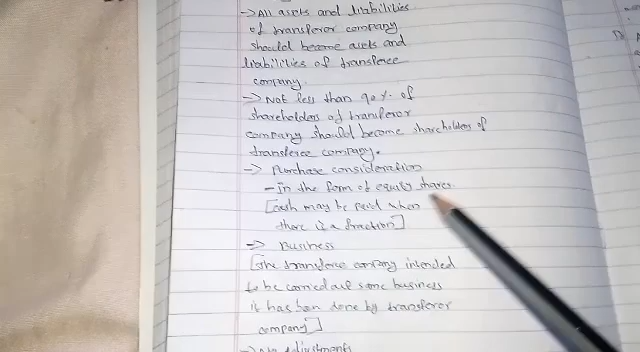 → All assets and liabilities
of transferor company
should become assets and
liabilities of transferee
company.
→ Not less than 90% of
shareholders of transferor
company should become shareholders of
transferee company.
→ Purchase consideration
- In the form of equity shares.
[cash may be paid when
there is a fraction]
→ Business
[the transferee company intended
to be carried out same business
it has been done by transferor
company]
→ No adjustments